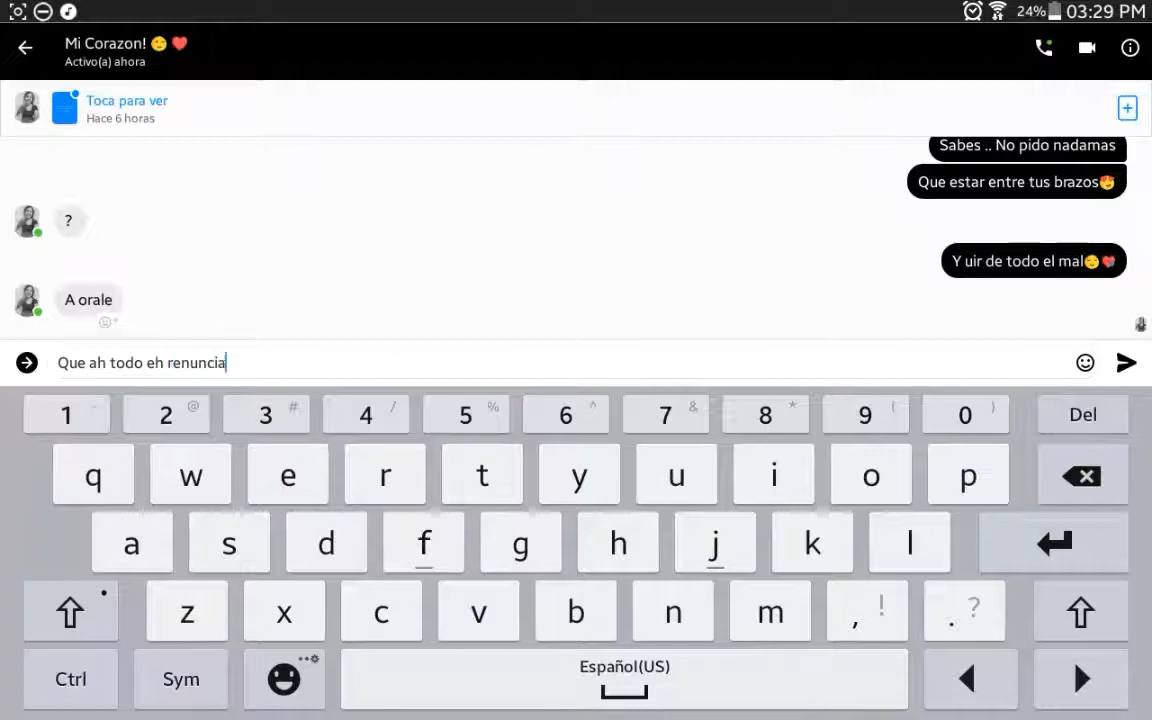 24% 03:29 PM
Mi Corazon! 😌 ❤️
Activo(a) ahora
Toca para ver
Hace 6 horas
Sabes .. No pido nadamas
Que estar entre tus brazos🥰
?
Y uir de todo el mal😌💖
A orale
Que ah todo eh renuncia
1 - 2 @ 3 # 4 / 5 % 6 ^ 7 & 8 * 9 ( 0 ) Del
q w e r t y u i o p
a s d f g h j k l
z x c v b n m , ! . ?
Ctrl Sym Español(US)